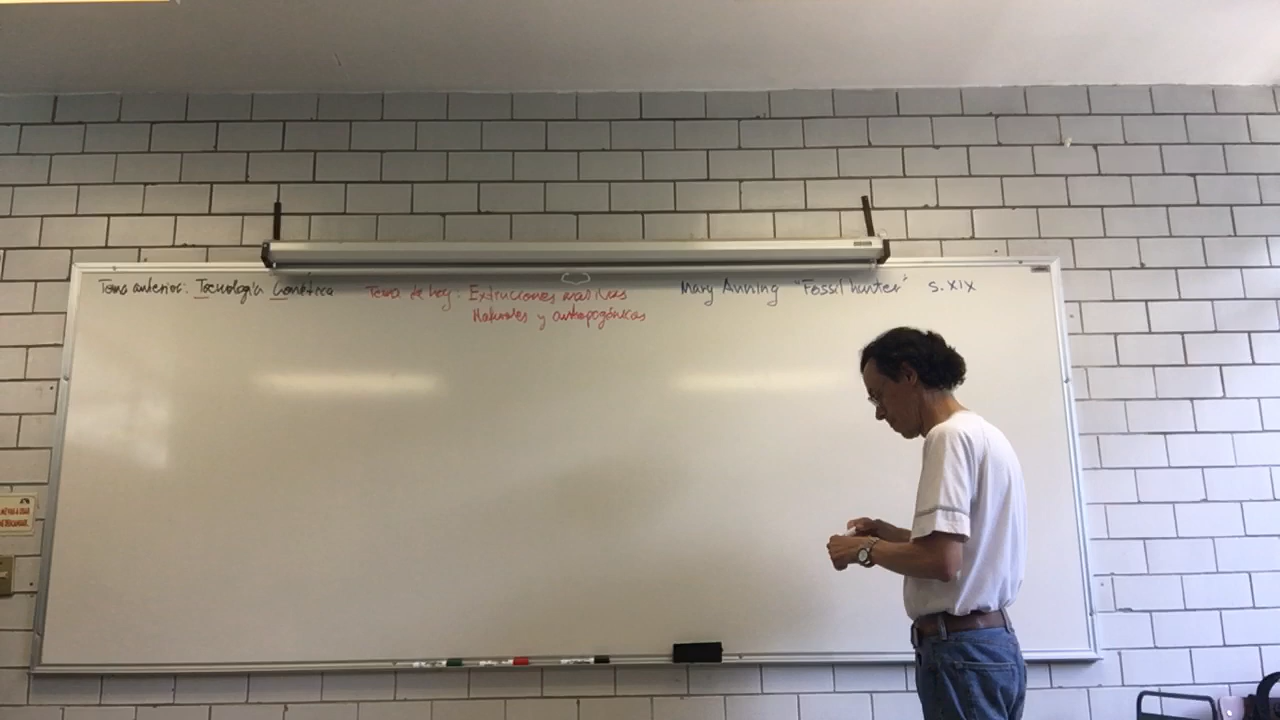 Tema anterior: Tecnología Genética
Tema de hoy: Extinciones masivas
Naturales y antropogénicas
Mary Anning "Fossil hunter" S. XIX